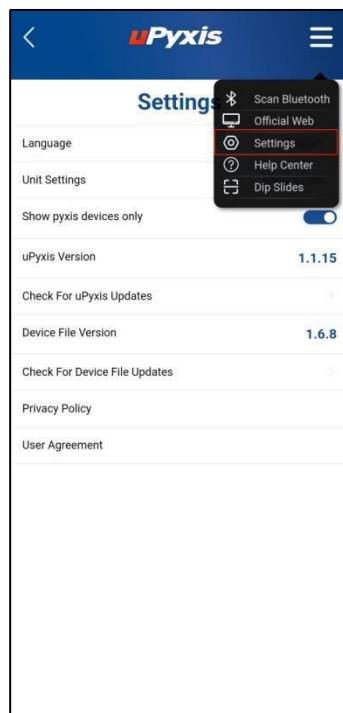 uPyxis
Settings
Scan Bluetooth
Official Web
Settings
Help Center
Dip Slides
Language
Unit Settings
Show pyxis devices only
uPyxis Version
1.1.15
Check For uPyxis Updates
Device File Version
1.6.8
Check For Device File Updates
Privacy Policy
User Agreement